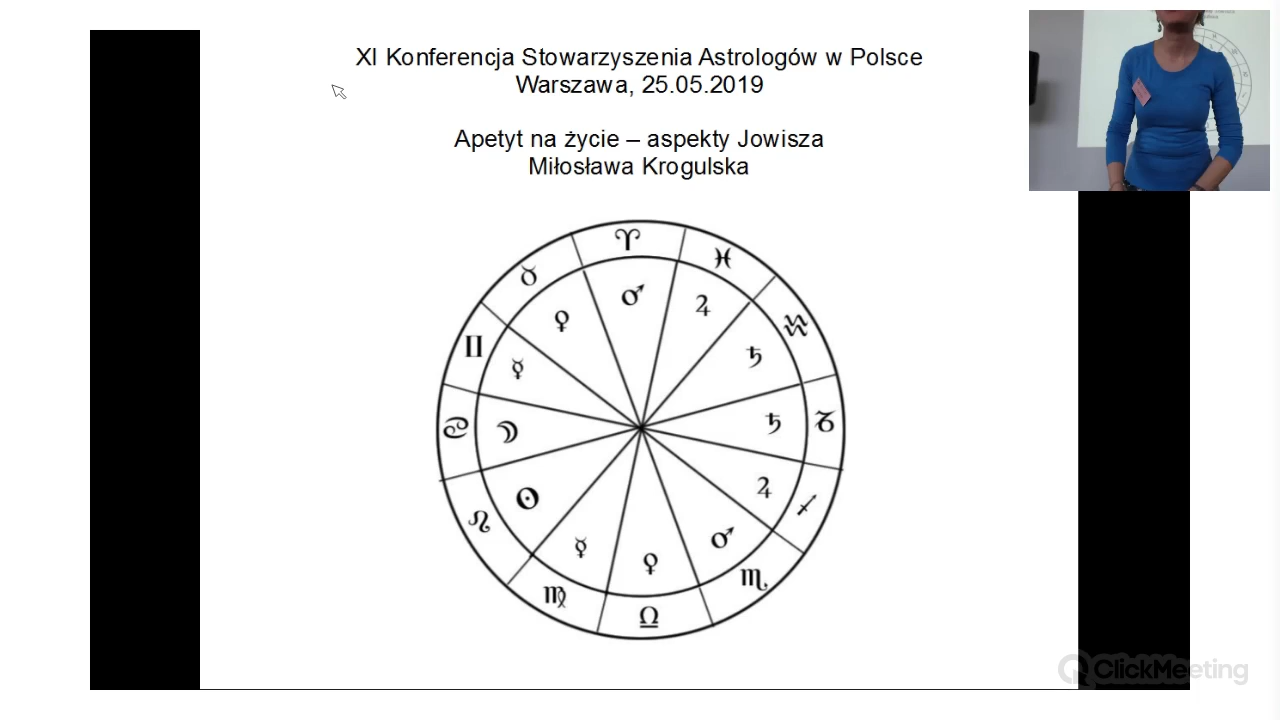 XI Konferencja Stowarzyszenia Astrologów w Polsce
Warszawa, 25.05.2019
Apetyt na życie – aspekty Jowisza
Miłosława Krogulska
ClickMeeting